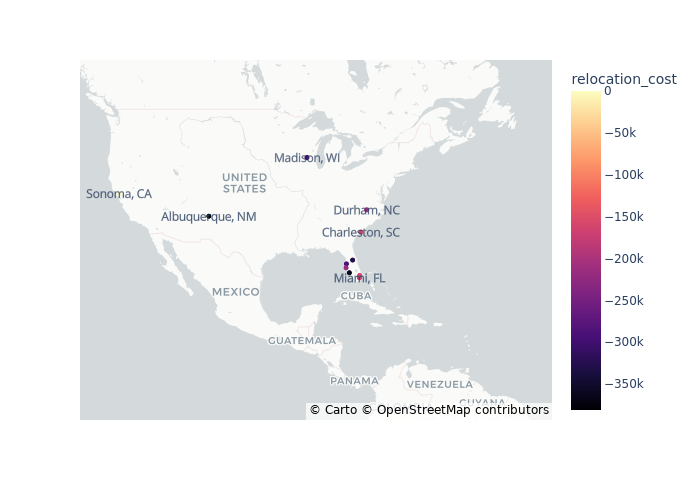 relocation_cost
0
−50k
−100k
−150k
−200k
−250k
−300k
−350k
Madison, WI
UNITED
STATES
Sonoma, CA
Albuquerque, NM
Durham, NC
Charleston, SC
Miami, FL
MEXICO
CUBA
GUATEMALA
PANAMA
VENEZUELA
GUYANA
© Carto © OpenStreetMap contributors